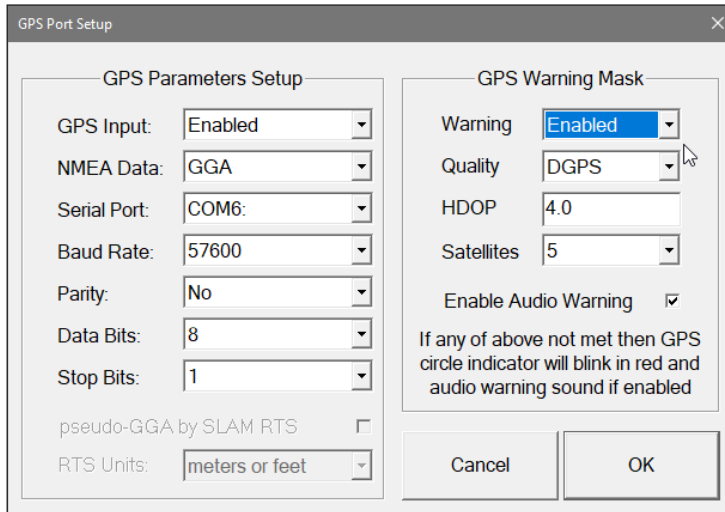 GPS Port Setup
GPS Parameters Setup
GPS Input: Enabled
NMEA Data: GGA
Serial Port: COM6:
Baud Rate: 57600
Parity: No
Data Bits: 8
Stop Bits: 1
pseudo-GGA by SLAM RTS
RTS Units: meters or feet
GPS Warning Mask
Warning Enabled
Quality DGPS
HDOP 4.0
Satellites 5
Enable Audio Warning
If any of above not met then GPS
circle indicator will blink in red and
audio warning sound if enabled
Cancel OK